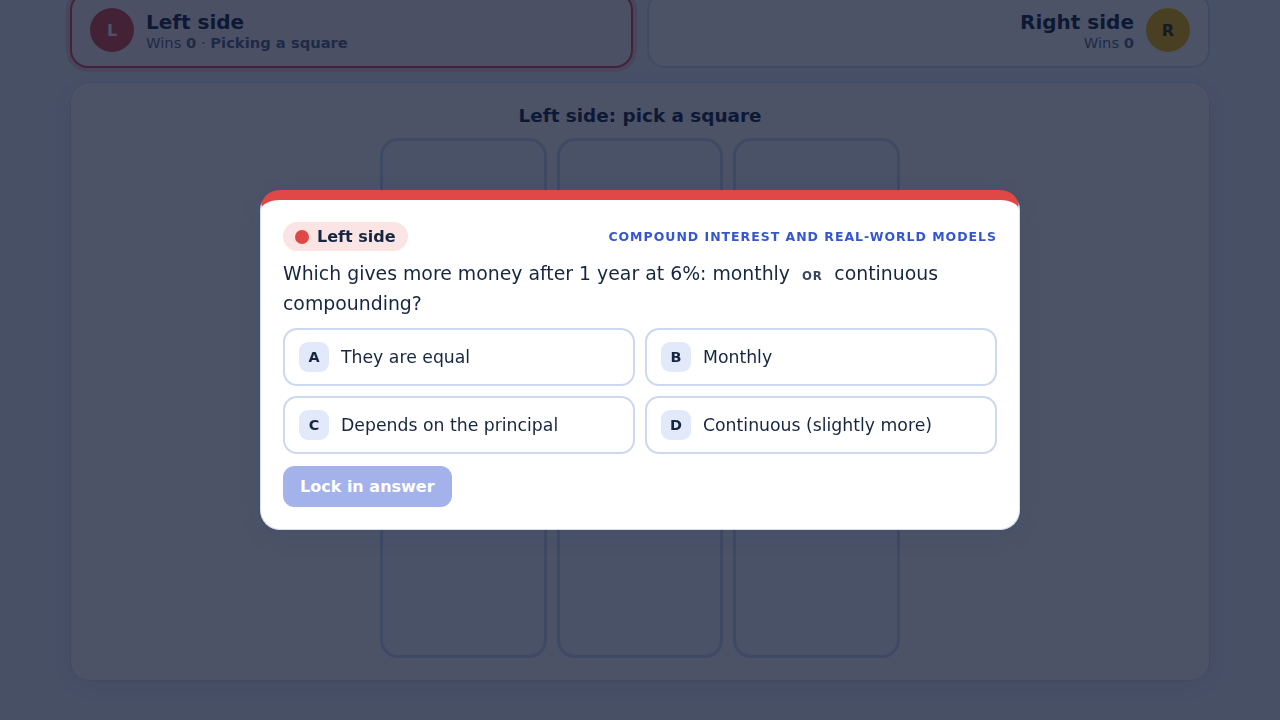 L
Left side
Wins 0 · Picking a square
Right side
Wins 0
R
Left side: pick a square
Left side
COMPOUND INTEREST AND REAL-WORLD MODELS
Which gives more money after 1 year at 6%: monthly OR continuous
compounding?
A They are equal
B Monthly
C Depends on the principal
D Continuous (slightly more)
Lock in answer